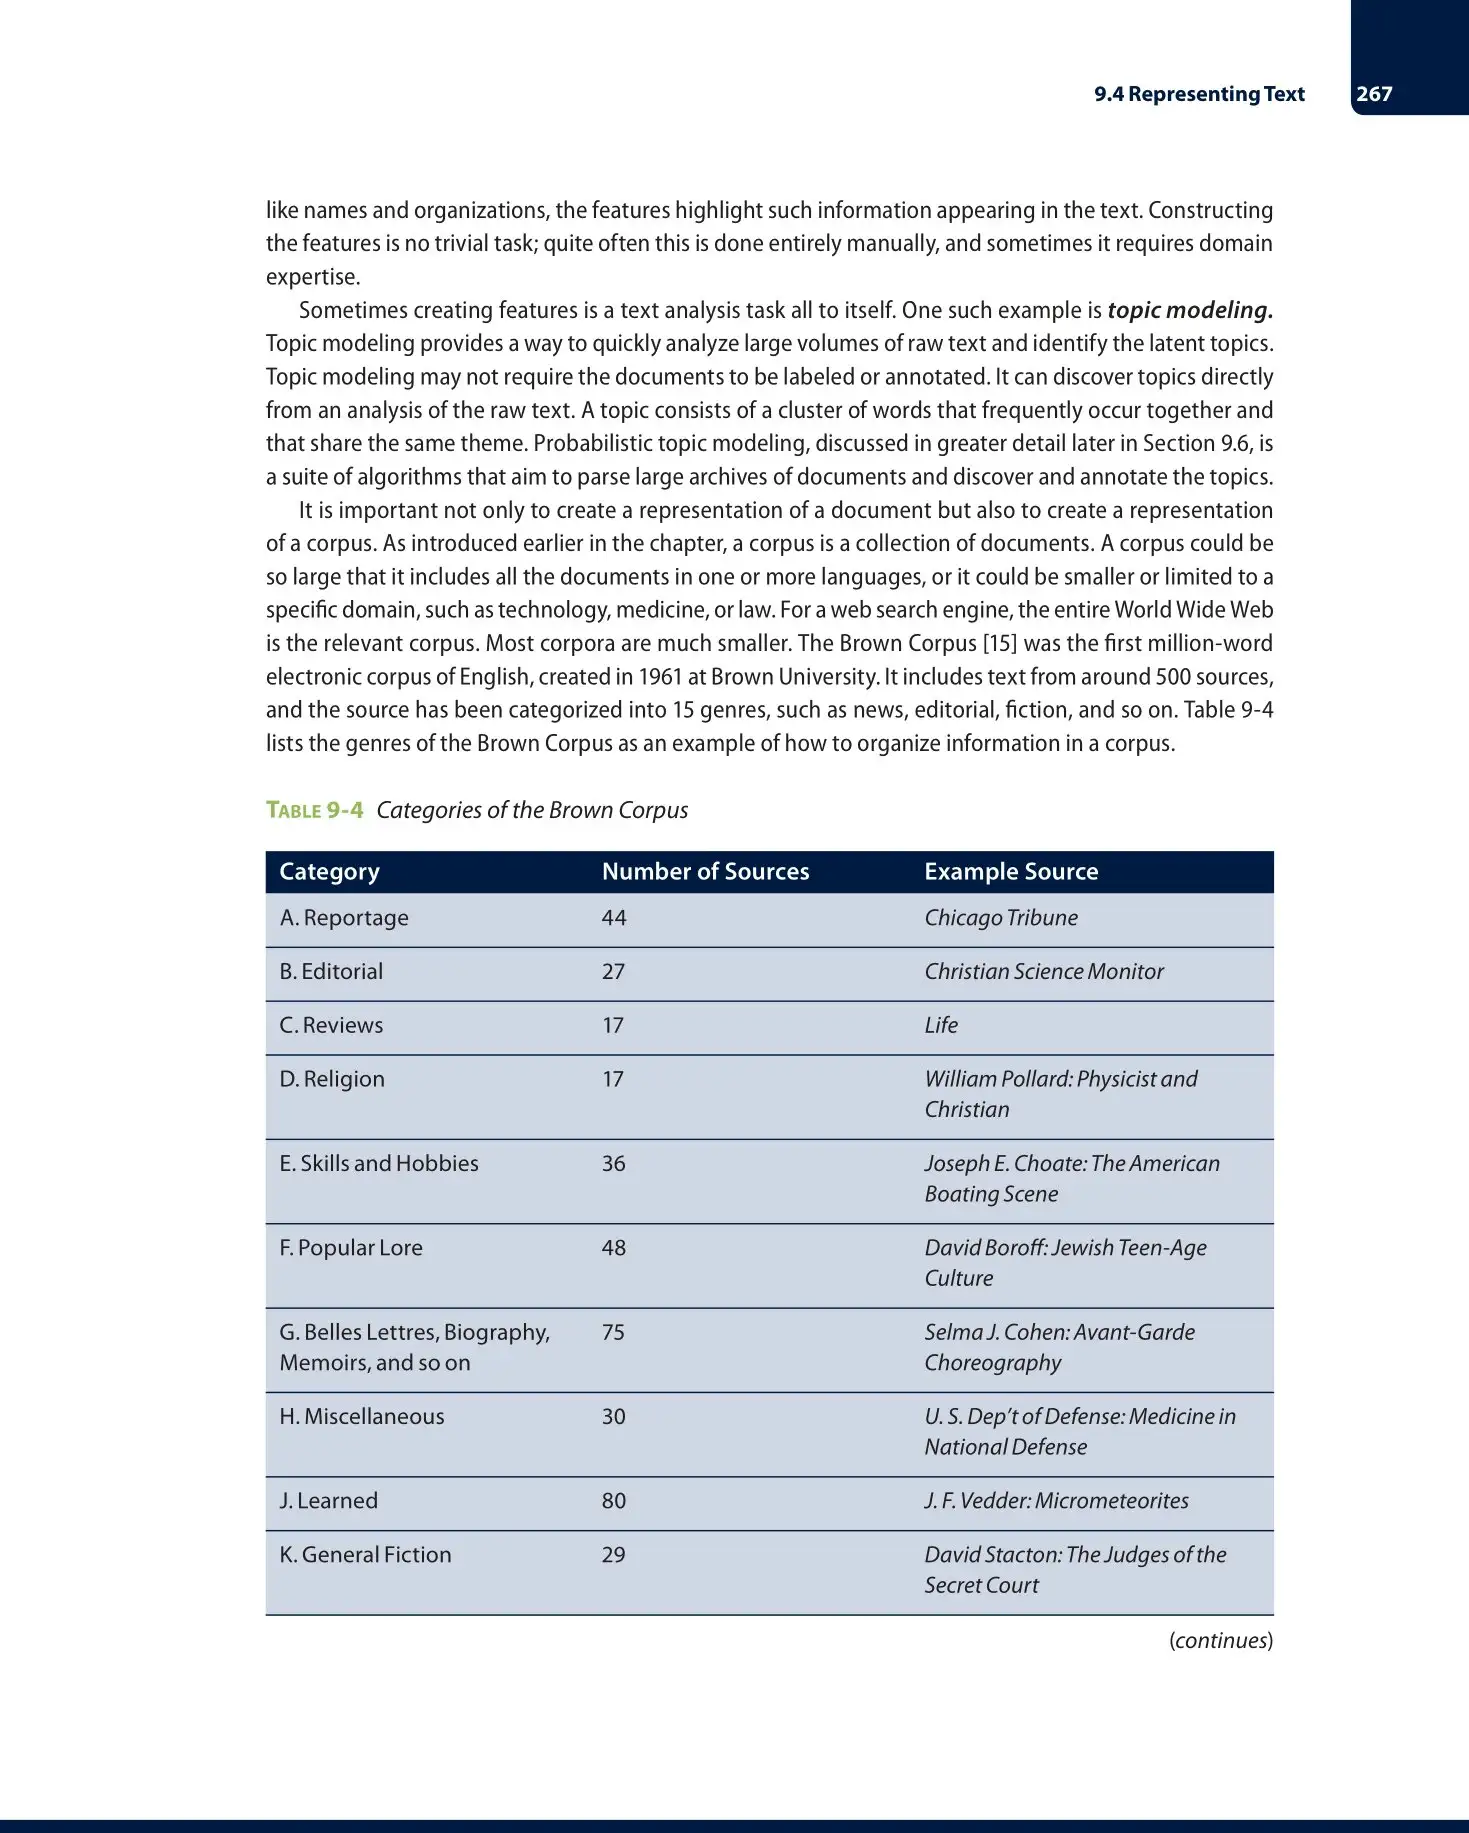 9.4 Representing Text 267
like names and organizations, the features highlight such information appearing in the text. Constructing
the features is no trivial task; quite often this is done entirely manually, and sometimes it requires domain
expertise.
Sometimes creating features is a text analysis task all to itself. One such example is topic modeling.
Topic modeling provides a way to quickly analyze large volumes of raw text and identify the latent topics.
Topic modeling may not require the documents to be labeled or annotated. It can discover topics directly
from an analysis of the raw text. A topic consists of a cluster of words that frequently occur together and
that share the same theme. Probabilistic topic modeling, discussed in greater detail later in Section 9.6, is
a suite of algorithms that aim to parse large archives of documents and discover and annotate the topics.
It is important not only to create a representation of a document but also to create a representation
of a corpus. As introduced earlier in the chapter, a corpus is a collection of documents. A corpus could be
so large that it includes all the documents in one or more languages, or it could be smaller or limited to a
specific domain, such as technology, medicine, or law. For a web search engine, the entire World Wide Web
is the relevant corpus. Most corpora are much smaller. The Brown Corpus [15] was the first million-word
electronic corpus of English, created in 1961 at Brown University. It includes text from around 500 sources,
and the source has been categorized into 15 genres, such as news, editorial, fiction, and so on. Table 9-4
lists the genres of the Brown Corpus as an example of how to organize information in a corpus.
TABLE 9-4 Categories of the Brown Corpus
Category Number of Sources Example Source
A. Reportage 44 Chicago Tribune
B. Editorial 27 Christian Science Monitor
C. Reviews 17 Life
D. Religion 17 William Pollard: Physicist and
Christian
E. Skills and Hobbies 36 Joseph E. Choate: The American
Boating Scene
F. Popular Lore 48 David Boroff: Jewish Teen-Age
Culture
G. Belles Lettres, Biography, 75 Selma J. Cohen: Avant-Garde
Memoirs, and so on Choreography
H. Miscellaneous 30 U. S. Dep't of Defense: Medicine in
National Defense
J. Learned 80 J. F. Vedder: Micrometeorites
K. General Fiction 29 David Stacton: The Judges of the
Secret Court
(continues)